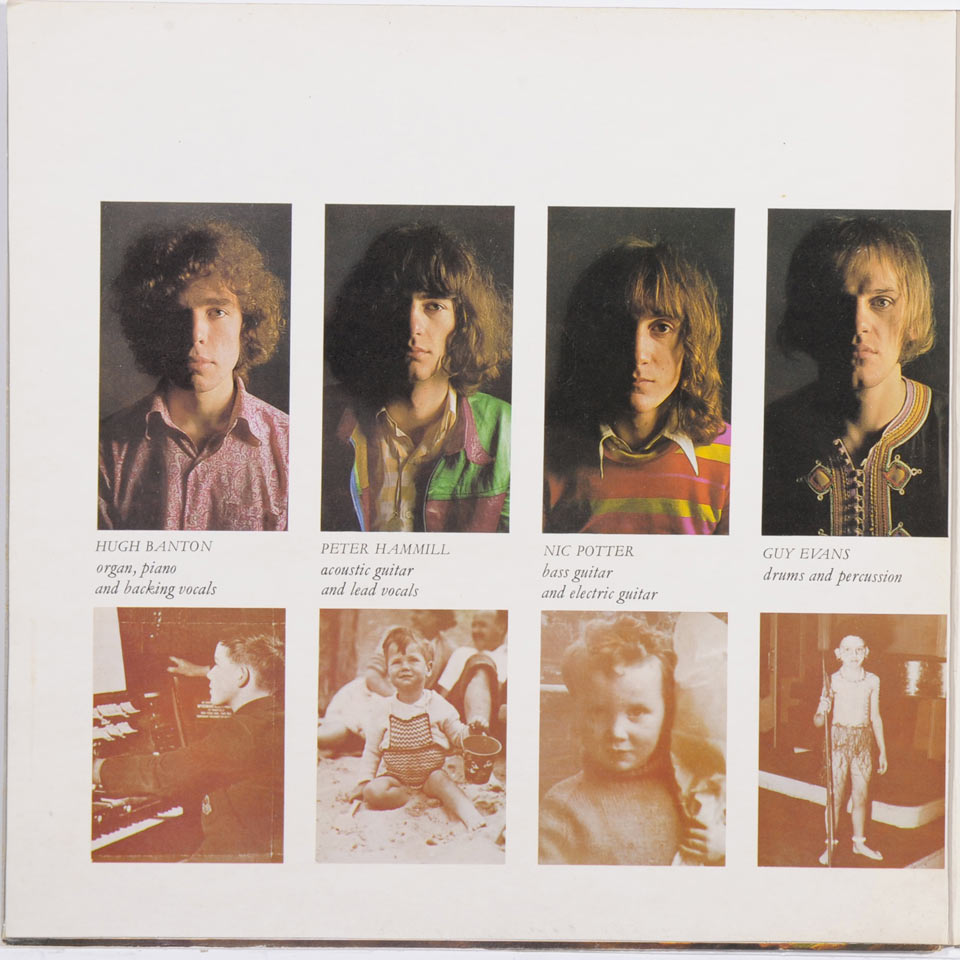 HUGH BANTON
organ, piano
and backing vocals
PETER HAMMILL
acoustic guitar
and lead vocals
NIC POTTER
bass guitar
and electric guitar
GUY EVANS
drums and percussion